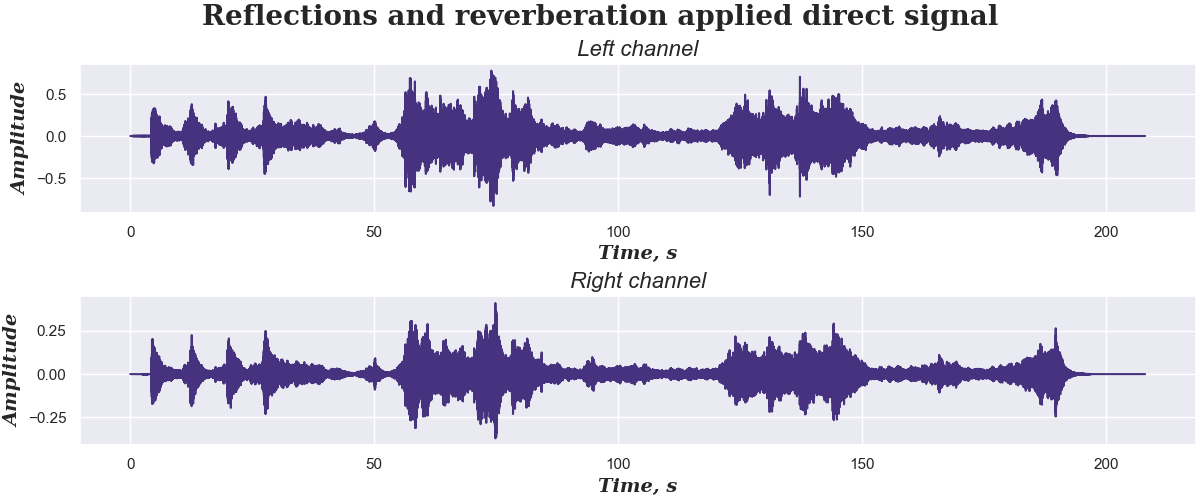 Reflections and reverberation applied direct signal
Left channel
Amplitude
0.5
0.0
−0.5
0 50 100 150 200
Time, s
Right channel
Amplitude
0.25
0.00
−0.25
0 50 100 150 200
Time, s